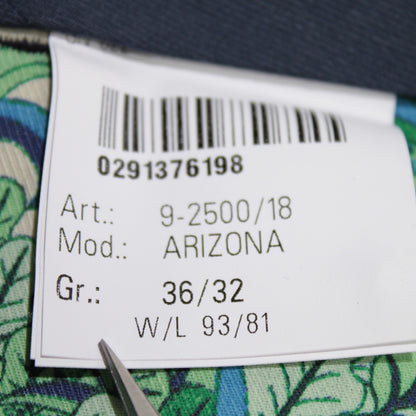 0291376198
Art.: 9-2500/18
Mod.: ARIZONA
Gr.: 36/32
W/L 93/81